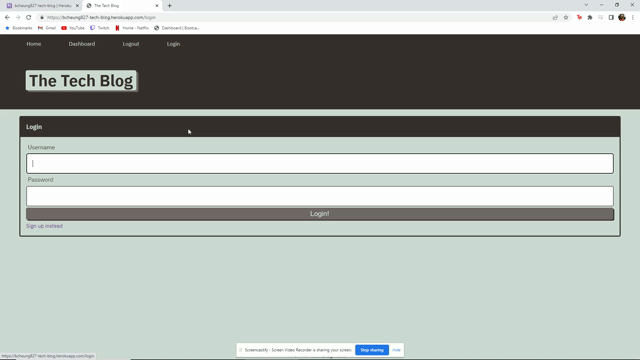 bcheung827-tech-blog | Heroku
The Tech Blog
https://bcheung827-tech-blog.herokuapp.com/login
Bookmarks Gmail YouTube Twitch Home - Netflix Dashboard | Bootca...
Home Dashboard Logout Login
The Tech Blog
Login
Username
Password
Login!
Sign up instead
Screencastify - Screen Video Recorder is sharing your screen. Stop sharing Hide
https://bcheung827-tech-blog.herokuapp.com/login